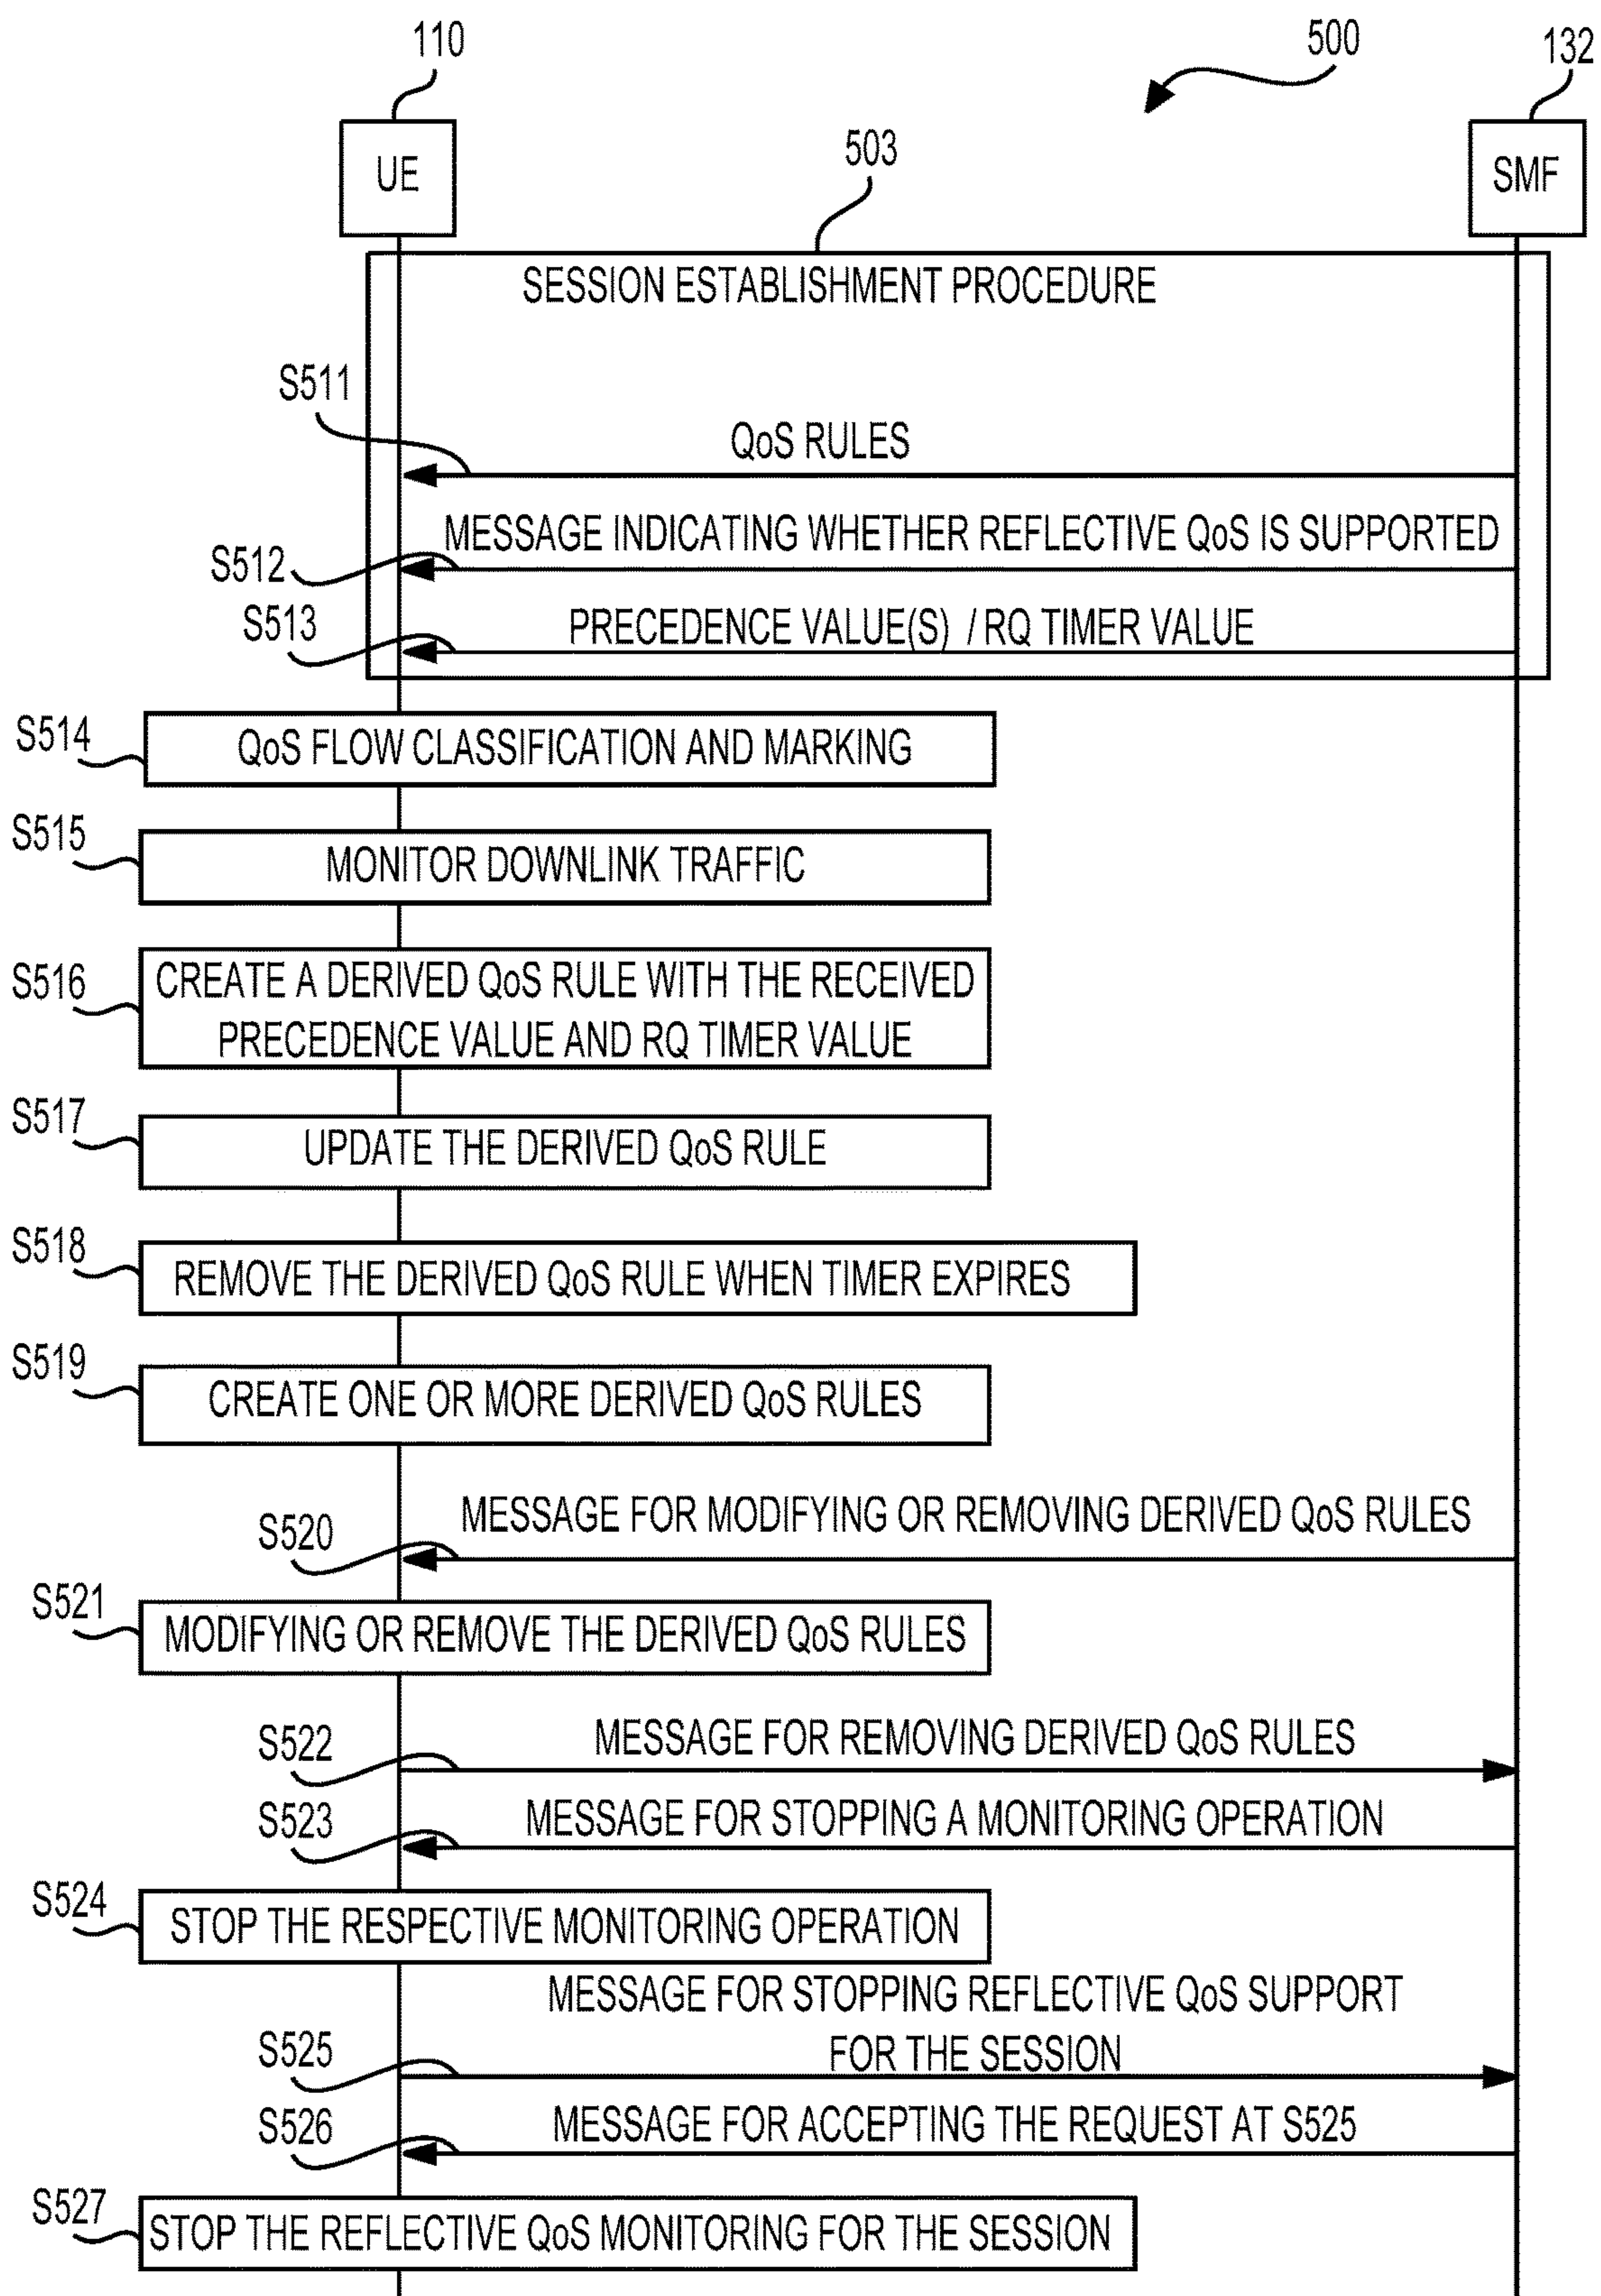 110
500
132
503
UE
SMF
SESSION ESTABLISHMENT PROCEDURE
S511
QoS RULES
MESSAGE INDICATING WHETHER REFLECTIVE QoS IS SUPPORTED
S512
S513
PRECEDENCE VALUE(S) / RQ TIMER VALUE
S514
QoS FLOW CLASSIFICATION AND MARKING
S515
MONITOR DOWNLINK TRAFFIC
S516
CREATE A DERIVED QoS RULE WITH THE RECEIVED
PRECEDENCE VALUE AND RQ TIMER VALUE
S517
UPDATE THE DERIVED QoS RULE
S518
REMOVE THE DERIVED QoS RULE WHEN TIMER EXPIRES
S519
CREATE ONE OR MORE DERIVED QoS RULES
MESSAGE FOR MODIFYING OR REMOVING DERIVED QoS RULES
S520
S521
MODIFYING OR REMOVE THE DERIVED QoS RULES
S522
MESSAGE FOR REMOVING DERIVED QoS RULES
S523
MESSAGE FOR STOPPING A MONITORING OPERATION
S524
STOP THE RESPECTIVE MONITORING OPERATION
MESSAGE FOR STOPPING REFLECTIVE QoS SUPPORT
FOR THE SESSION
S525
S526
MESSAGE FOR ACCEPTING THE REQUEST AT S525
S527
STOP THE REFLECTIVE QoS MONITORING FOR THE SESSION